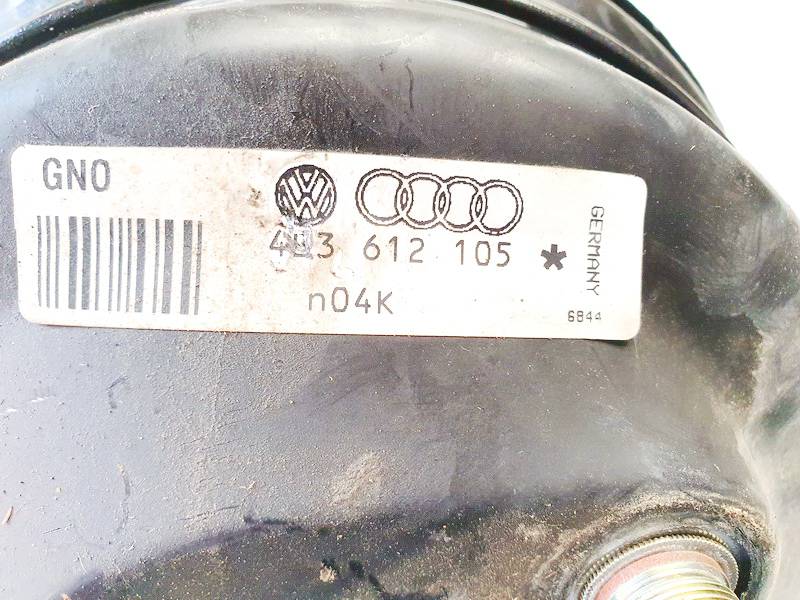 GNO
612 105 *
n04K
GERMANY
6844